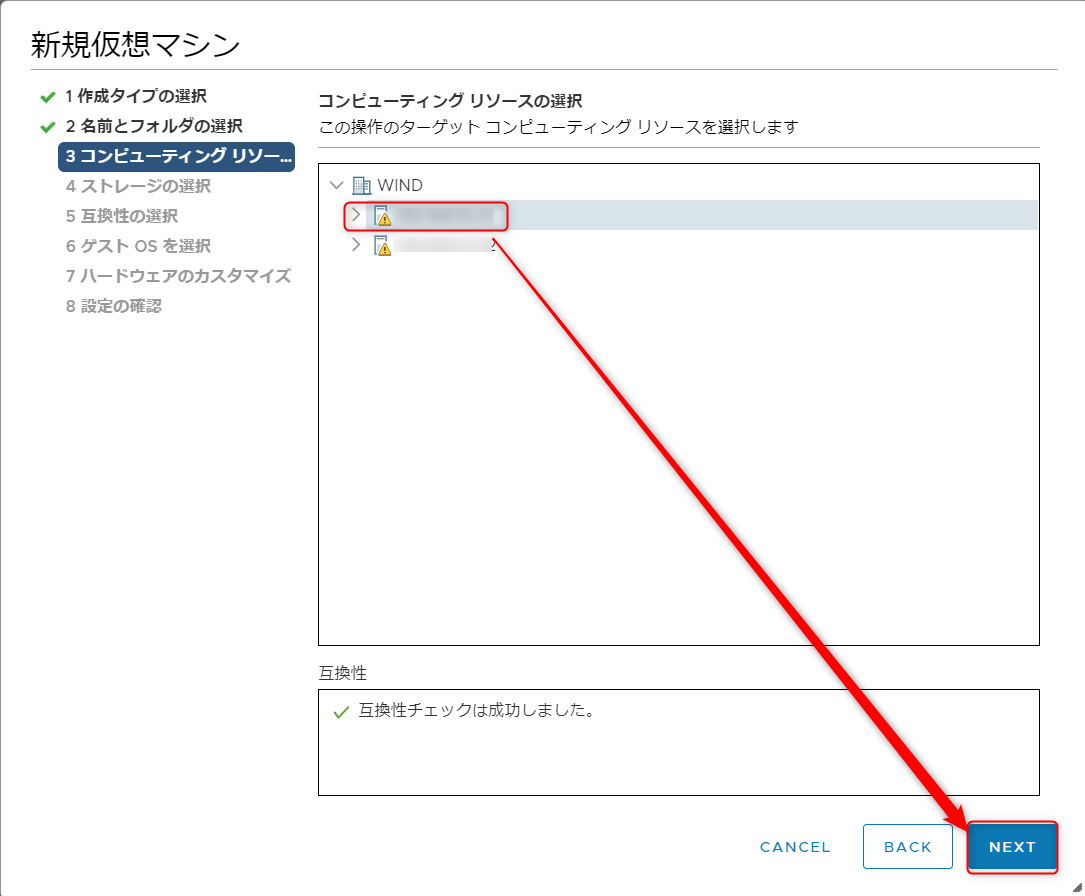 新規仮想マシン
1 作成タイプの選択
2 名前とフォルダの選択
3 コンピューティング リソー...
4 ストレージの選択
5 互換性の選択
6 ゲスト OS を選択
7 ハードウェアのカスタマイズ
8 設定の確認
コンピューティング リソースの選択
この操作のターゲット コンピューティング リソースを選択します
WIND
互換性
互換性チェックは成功しました。
CANCEL
BACK
NEXT